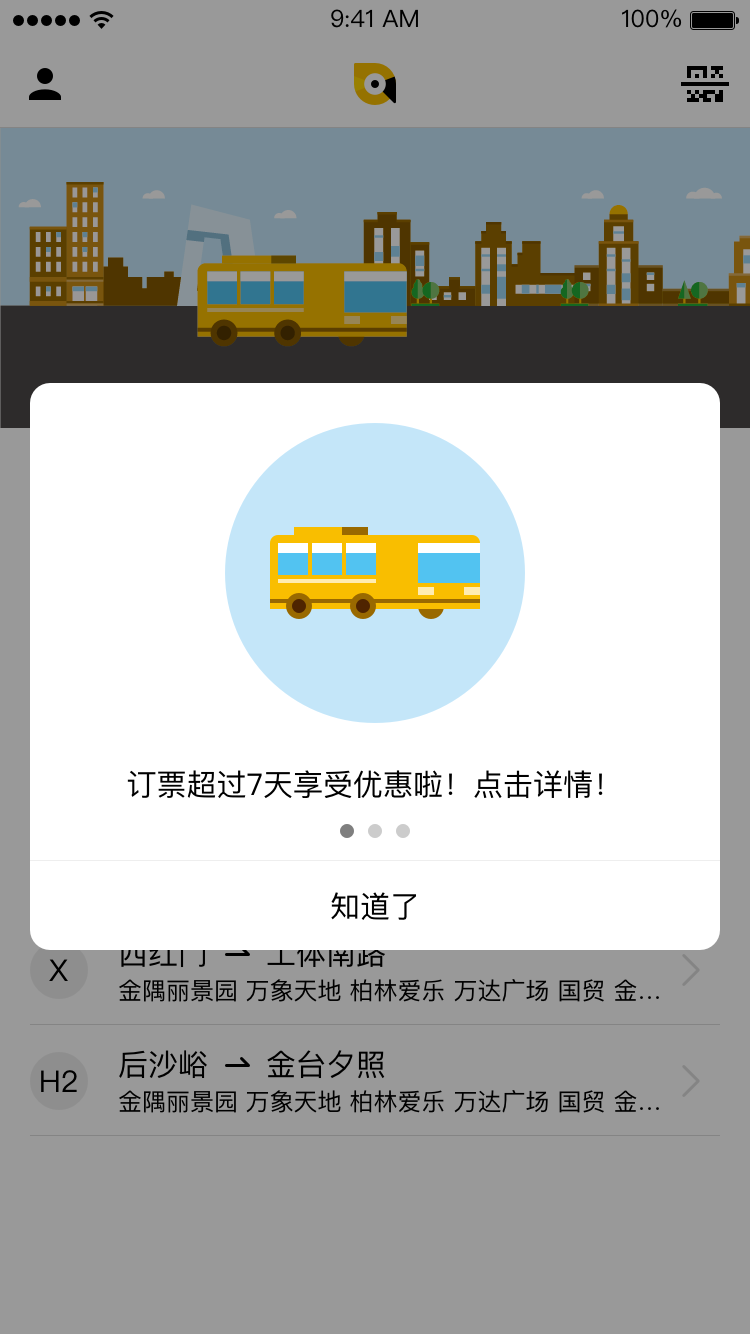 9:41 AM 100%
订票超过7天享受优惠啦！点击详情！
知道了
X 西红门 ⇀ 工体南路
金隅丽景园 万象天地 柏林爱乐 万达广场 国贸 金…
H2 后沙峪 ⇀ 金台夕照
金隅丽景园 万象天地 柏林爱乐 万达广场 国贸 金…